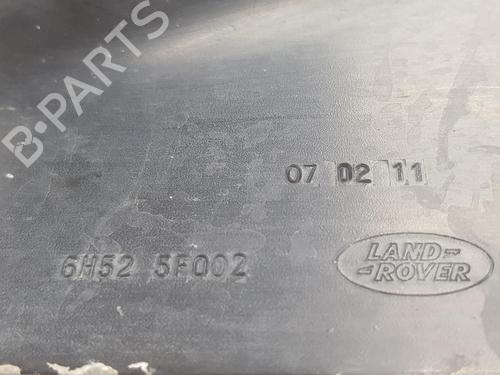 B-PARTS
07 02 11
6H52 5F002
LAND-
-ROVER